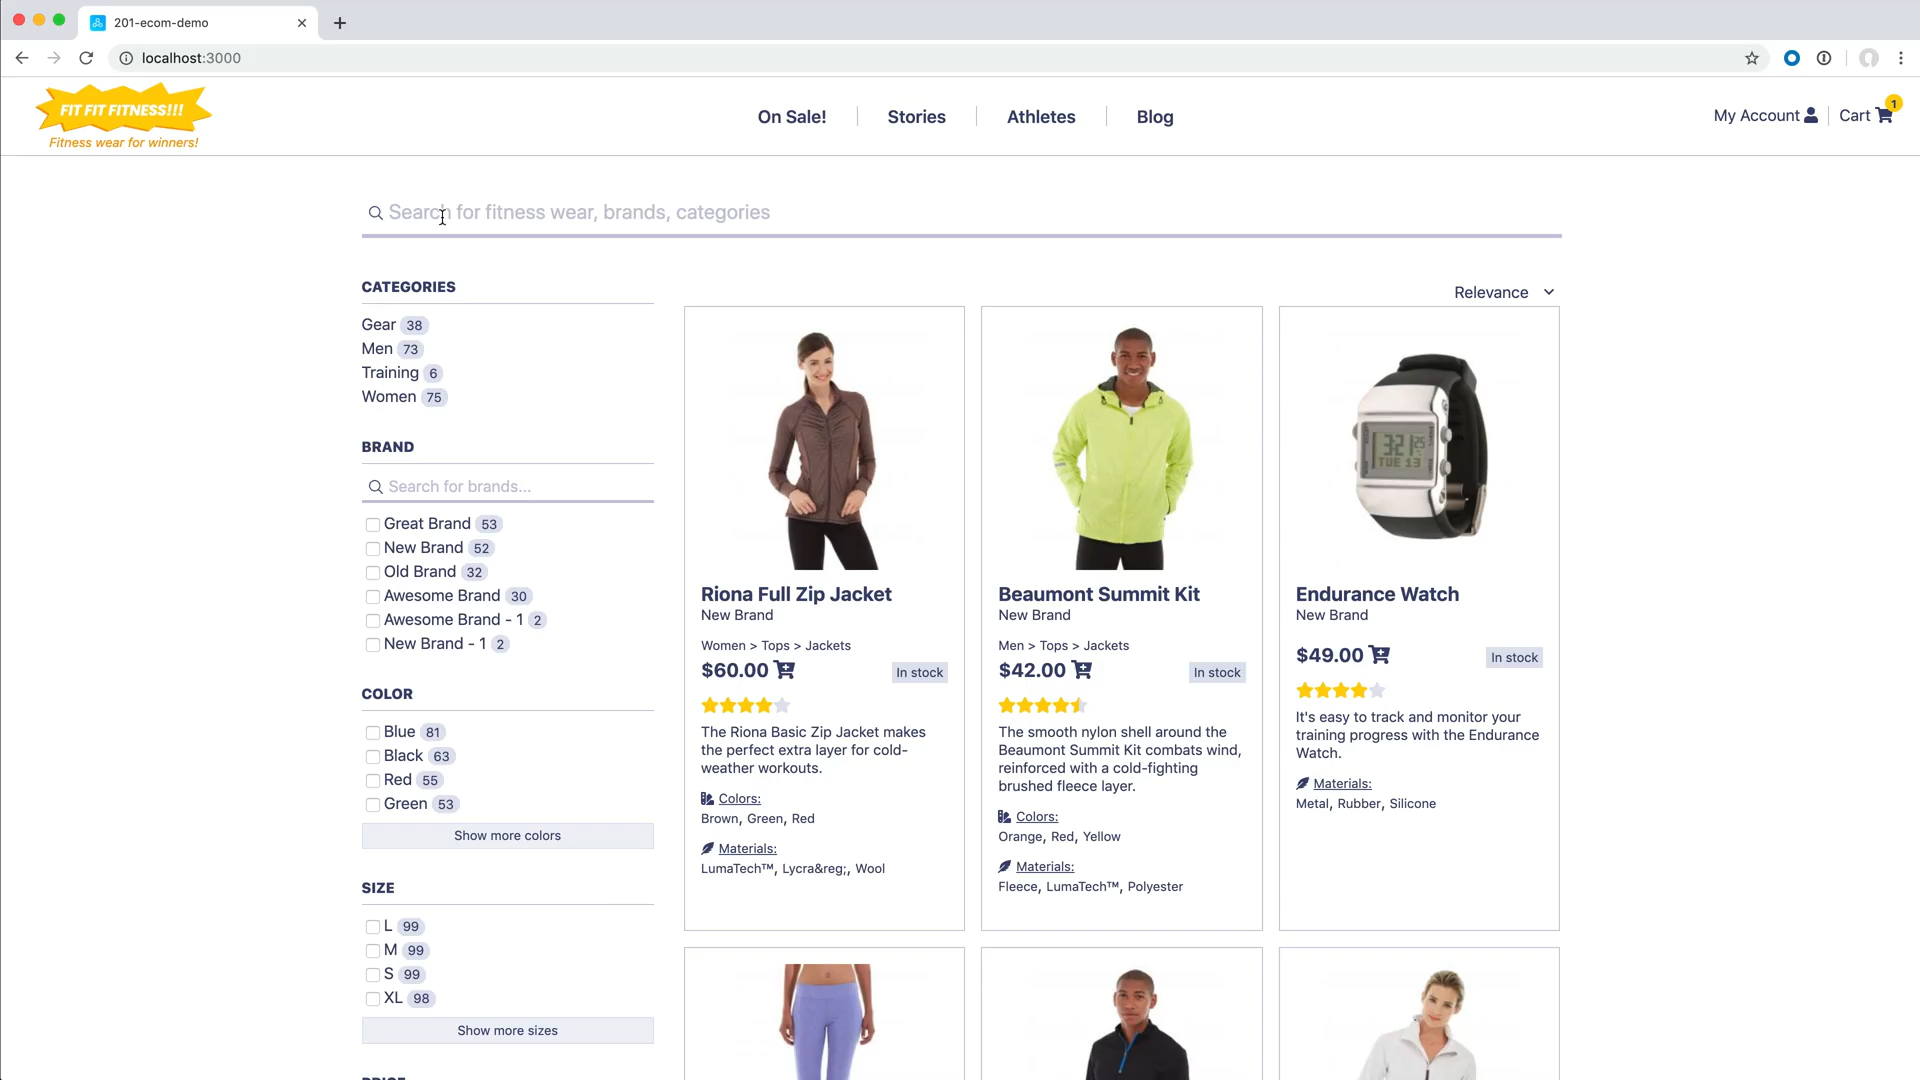 201-ecom-demo
localhost:3000
FIT FIT FITNESS!!!
Fitness wear for winners!
On Sale!
Stories
Athletes
Blog
My Account
Cart
1
Search for fitness wear, brands, categories
CATEGORIES
Gear 38
Men 73
Training 6
Women 75
BRAND
Search for brands...
Great Brand 53
New Brand 52
Old Brand 32
Awesome Brand 30
Awesome Brand - 1 2
New Brand - 1 2
COLOR
Blue 81
Black 63
Red 55
Green 53
Show more colors
SIZE
L 99
M 99
S 99
XL 98
Show more sizes
Relevance
Riona Full Zip Jacket
New Brand
Women > Tops > Jackets
$60.00
In stock
The Riona Basic Zip Jacket makes
the perfect extra layer for cold-
weather workouts.
Colors:
Brown, Green, Red
Materials:
LumaTech™, Lycra&reg;, Wool
Beaumont Summit Kit
New Brand
Men > Tops > Jackets
$42.00
In stock
The smooth nylon shell around the
Beaumont Summit Kit combats wind,
reinforced with a cold-fighting
brushed fleece layer.
Colors:
Orange, Red, Yellow
Materials:
Fleece, LumaTech™, Polyester
3:21 25
TUE 13
Endurance Watch
New Brand
$49.00
In stock
It's easy to track and monitor your
training progress with the Endurance
Watch.
Materials:
Metal, Rubber, Silicone